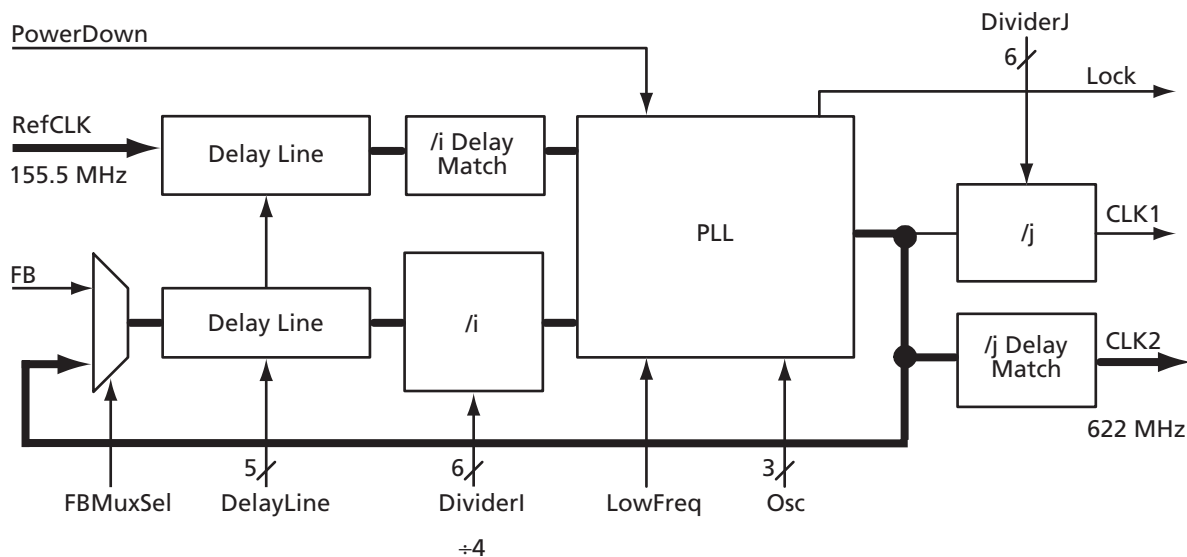 PowerDown
DividerJ
6
Lock
RefCLK
155.5 MHz
Delay Line
/i Delay
Match
PLL
/j
CLK1
FB
Delay Line
/i
/j Delay
Match
CLK2
622 MHz
5
6
3
FBMuxSel
DelayLine
DividerI
LowFreq
Osc
÷4